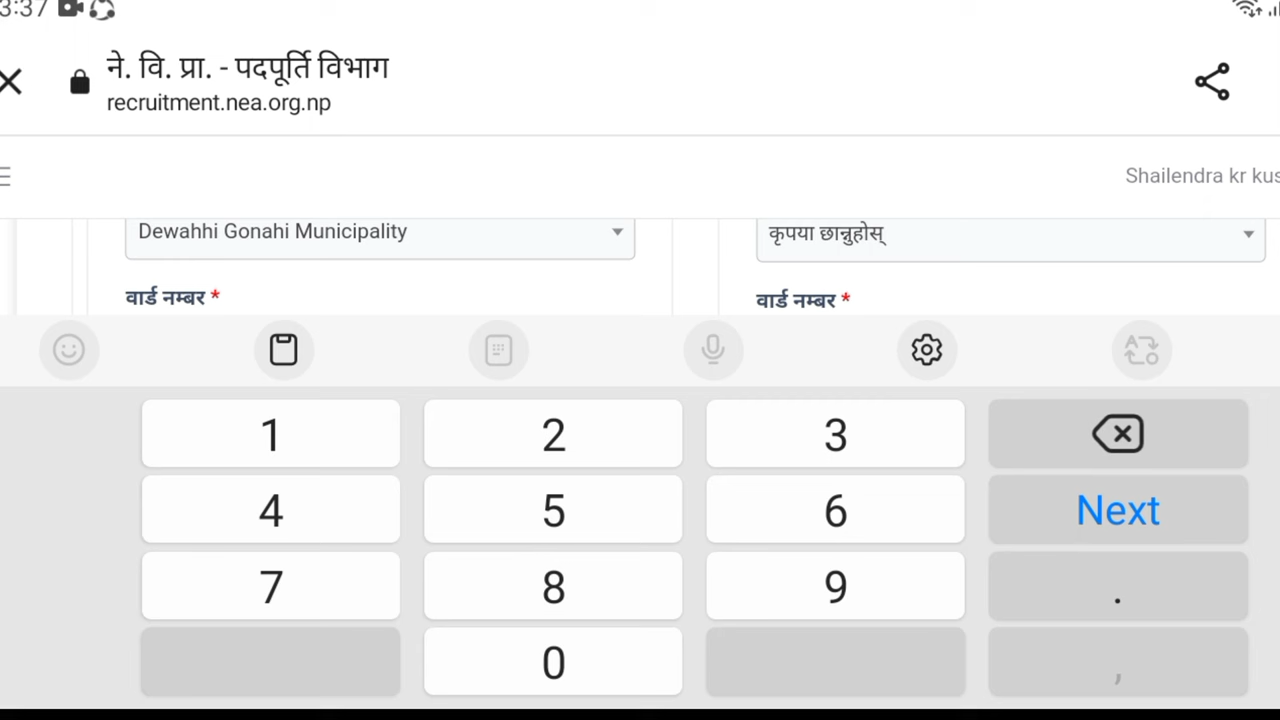 3:37
ने. वि. प्रा. - पदपूर्ति विभाग
recruitment.nea.org.np
Shailendra kr kus
Dewahhi Gonahi Municipality
कृपया छान्नुहोस्
वार्ड नम्बर *
वार्ड नम्बर *
1 2 3
4 5 6 Next
7 8 9 .
0 ,